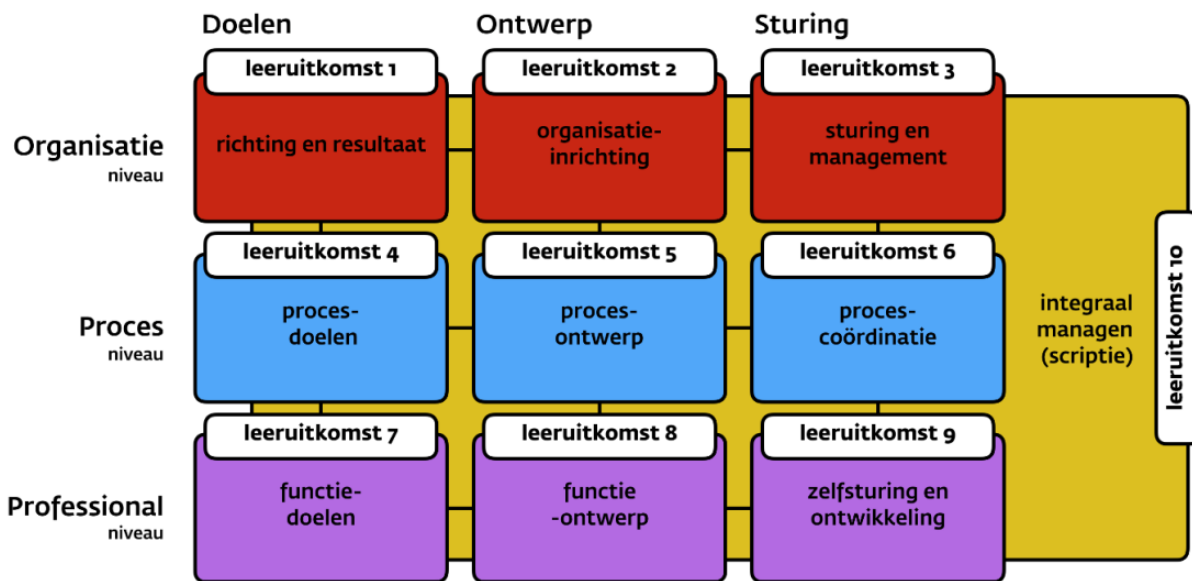 Doelen
Ontwerp
Sturing
leeruitkomst 1
leeruitkomst 2
leeruitkomst 3
Organisatie
niveau
richting en resultaat
organisatie-
inrichting
sturing en
management
leeruitkomst 4
leeruitkomst 5
leeruitkomst 6
Proces
niveau
proces-
doelen
proces-
ontwerp
proces-
coördinatie
integraal
managen
(scriptie)
leeruitkomst 10
leeruitkomst 7
leeruitkomst 8
leeruitkomst 9
Professional
niveau
functie-
doelen
functie
-ontwerp
zelfsturing en
ontwikkeling